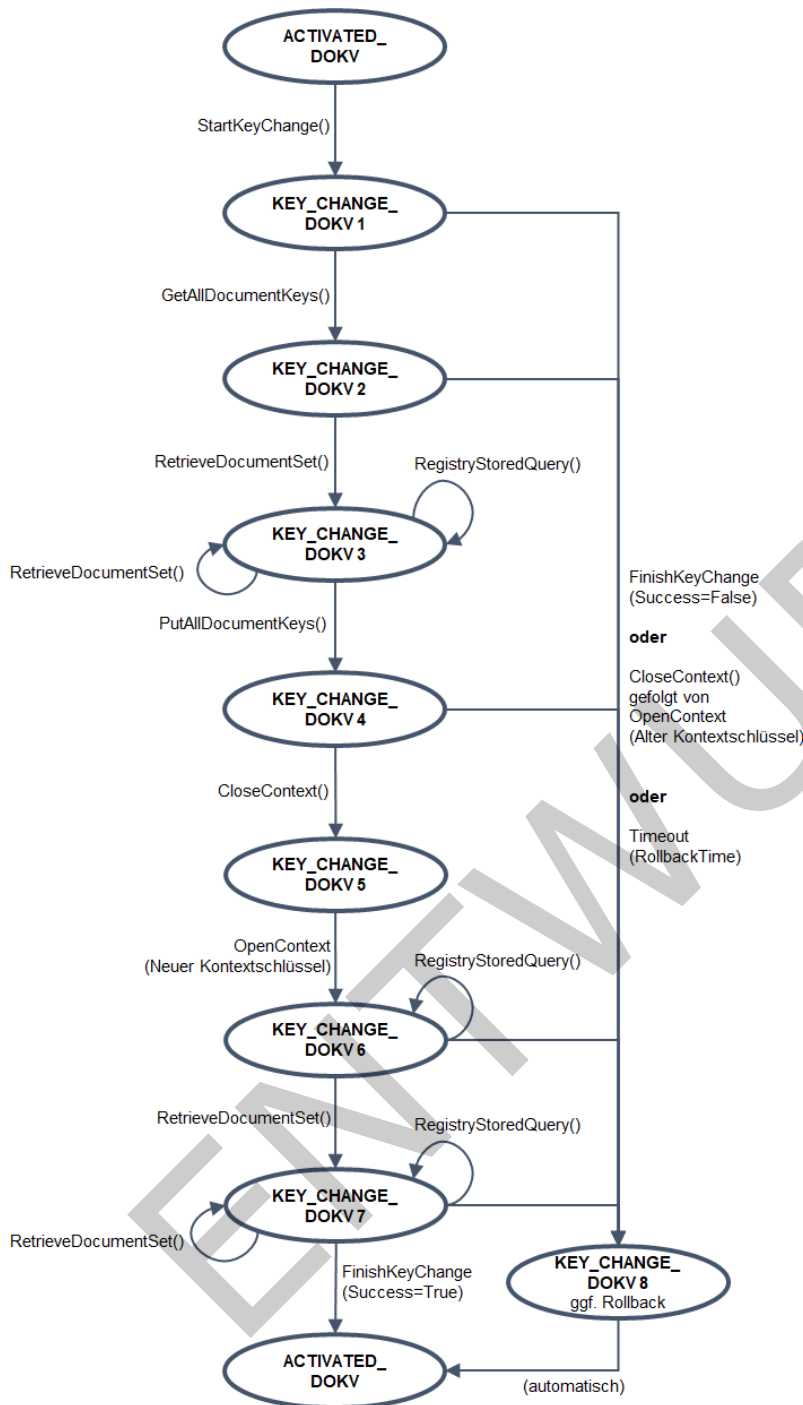 ACTIVATED_
DOKV
StartKeyChange()
KEY_CHANGE_
DOKV 1
GetAllDocumentKeys()
KEY_CHANGE_
DOKV 2
RetrieveDocumentSet()
RegistryStoredQuery()
KEY_CHANGE_
DOKV 3
RetrieveDocumentSet()
PutAllDocumentKeys()
KEY_CHANGE_
DOKV 4
CloseContext()
KEY_CHANGE_
DOKV 5
OpenContext
(Neuer Kontextschlüssel)
RegistryStoredQuery()
KEY_CHANGE_
DOKV 6
RetrieveDocumentSet()
RegistryStoredQuery()
KEY_CHANGE_
DOKV 7
RetrieveDocumentSet()
FinishKeyChange
(Success=True)
ACTIVATED_
DOKV
FinishKeyChange
(Success=False)
oder
CloseContext()
gefolgt von
OpenContext
(Alter Kontextschlüssel)
oder
Timeout
(RollbackTime)
KEY_CHANGE_
DOKV 8
ggf. Rollback
(automatisch)
ENTWUR